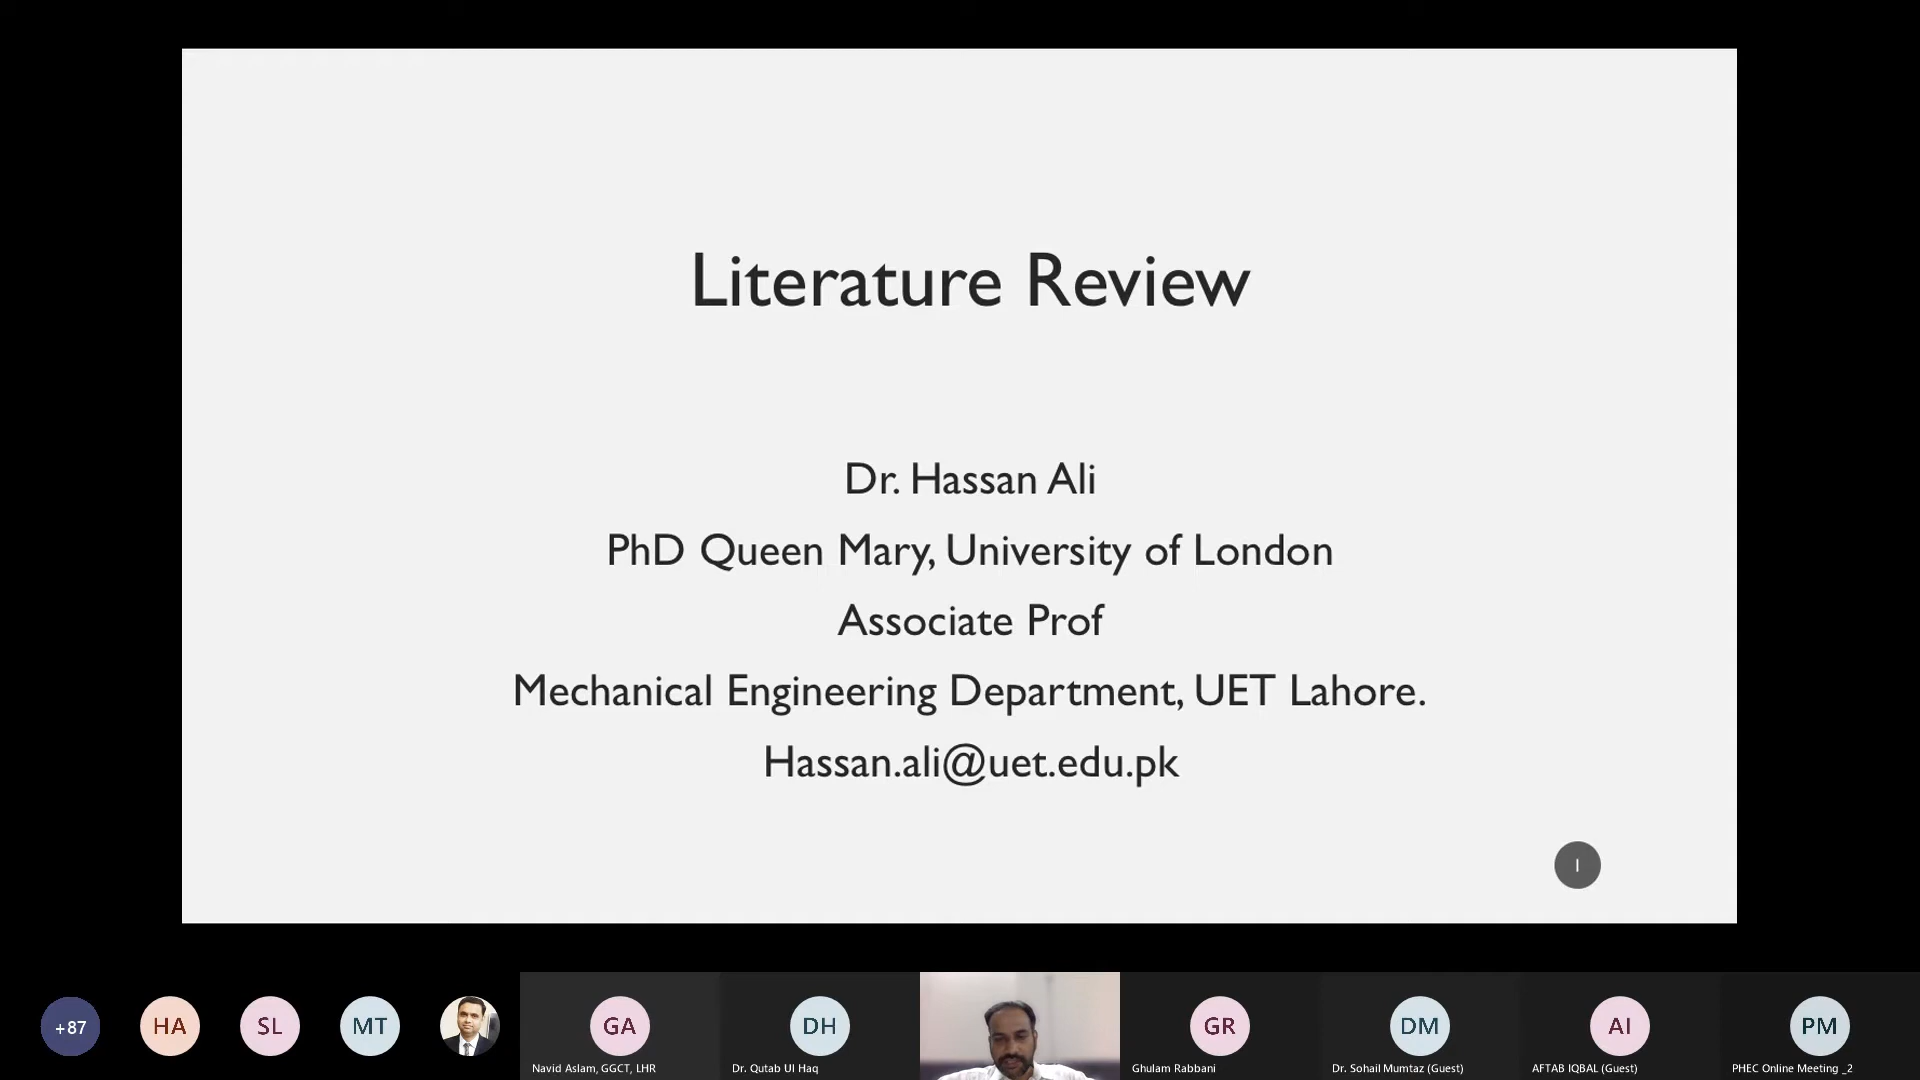 Literature Review
Dr. Hassan Ali
PhD Queen Mary, University of London
Associate Prof
Mechanical Engineering Department, UET Lahore.
Hassan.ali@uet.edu.pk
1
+87
HA
SL
MT
GA
Navid Aslam, GGCT, LHR
DH
Dr. Qutab Ul Haq
GR
Ghulam Rabbani
DM
Dr. Sohail Mumtaz (Guest)
AI
AFTAB IQBAL (Guest)
PM
PHEC Online Meeting _2